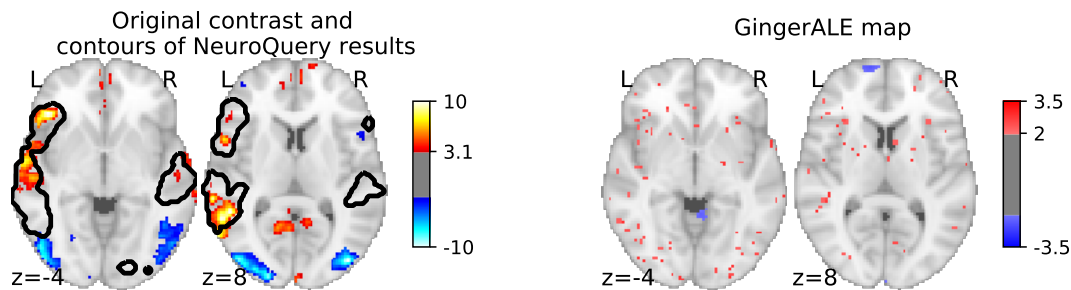 Original contrast and
contours of NeuroQuery results
L R L R
10
3.1
-10
z=-4 z=8
GingerALE map
L R L R
3.5
2
-3.5
z=-4 z=8